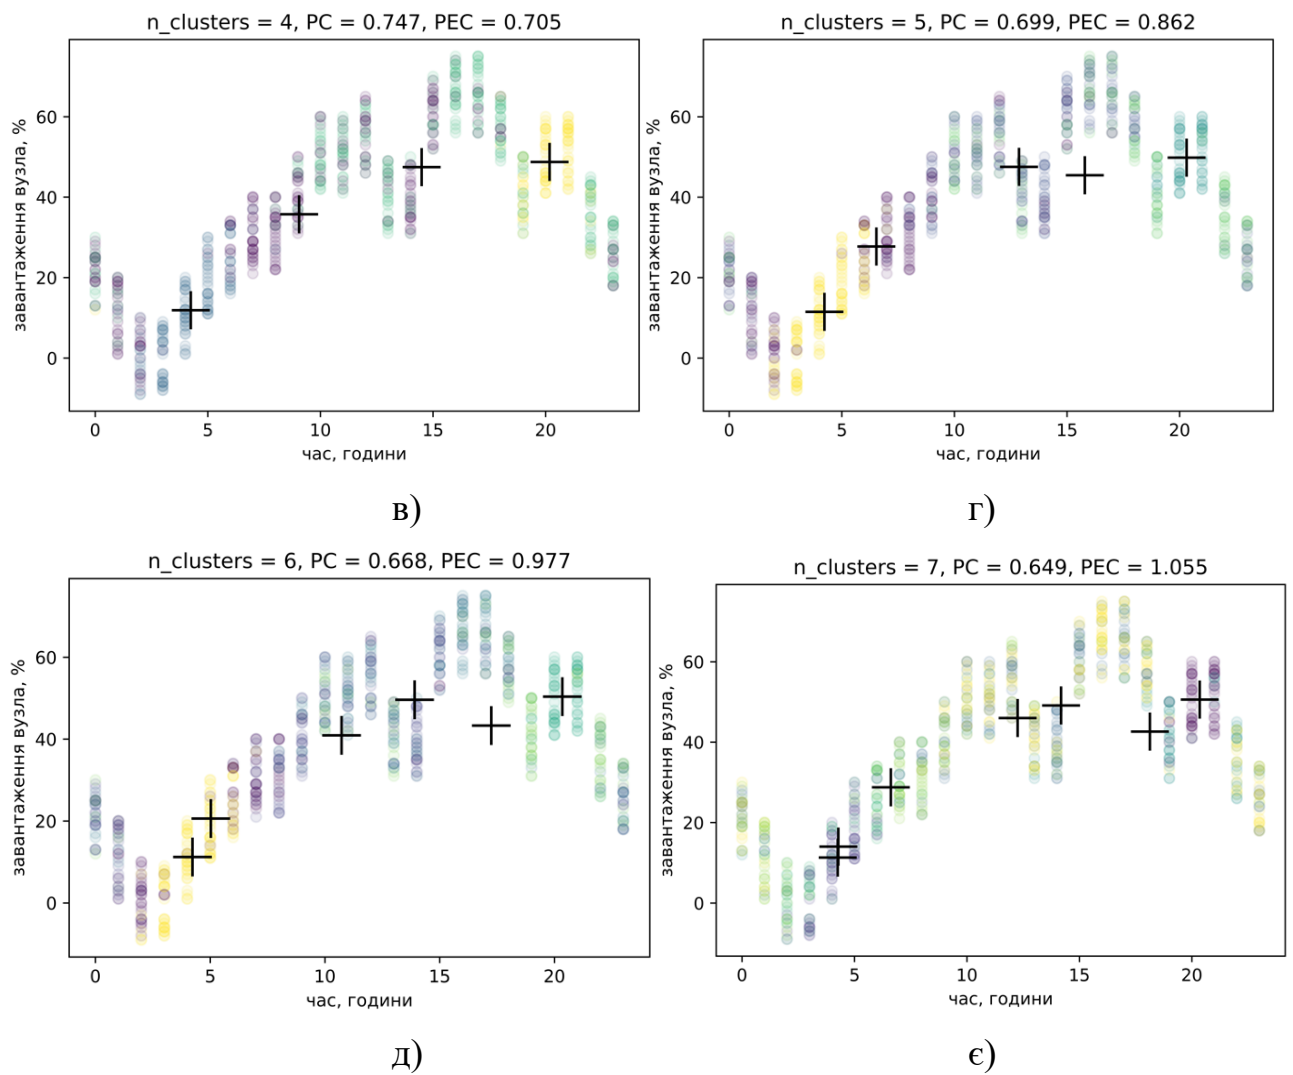 n_clusters = 4, PC = 0.747, PEC = 0.705
завантаження вузла, %
60
40
20
0
0 5 10 15 20
час, години
в)
n_clusters = 5, PC = 0.699, PEC = 0.862
завантаження вузла, %
60
40
20
0
0 5 10 15 20
час, години
г)
n_clusters = 6, PC = 0.668, PEC = 0.977
завантаження вузла, %
60
40
20
0
0 5 10 15 20
час, години
д)
n_clusters = 7, PC = 0.649, PEC = 1.055
завантаження вузла, %
60
40
20
0
0 5 10 15 20
час, години
є)